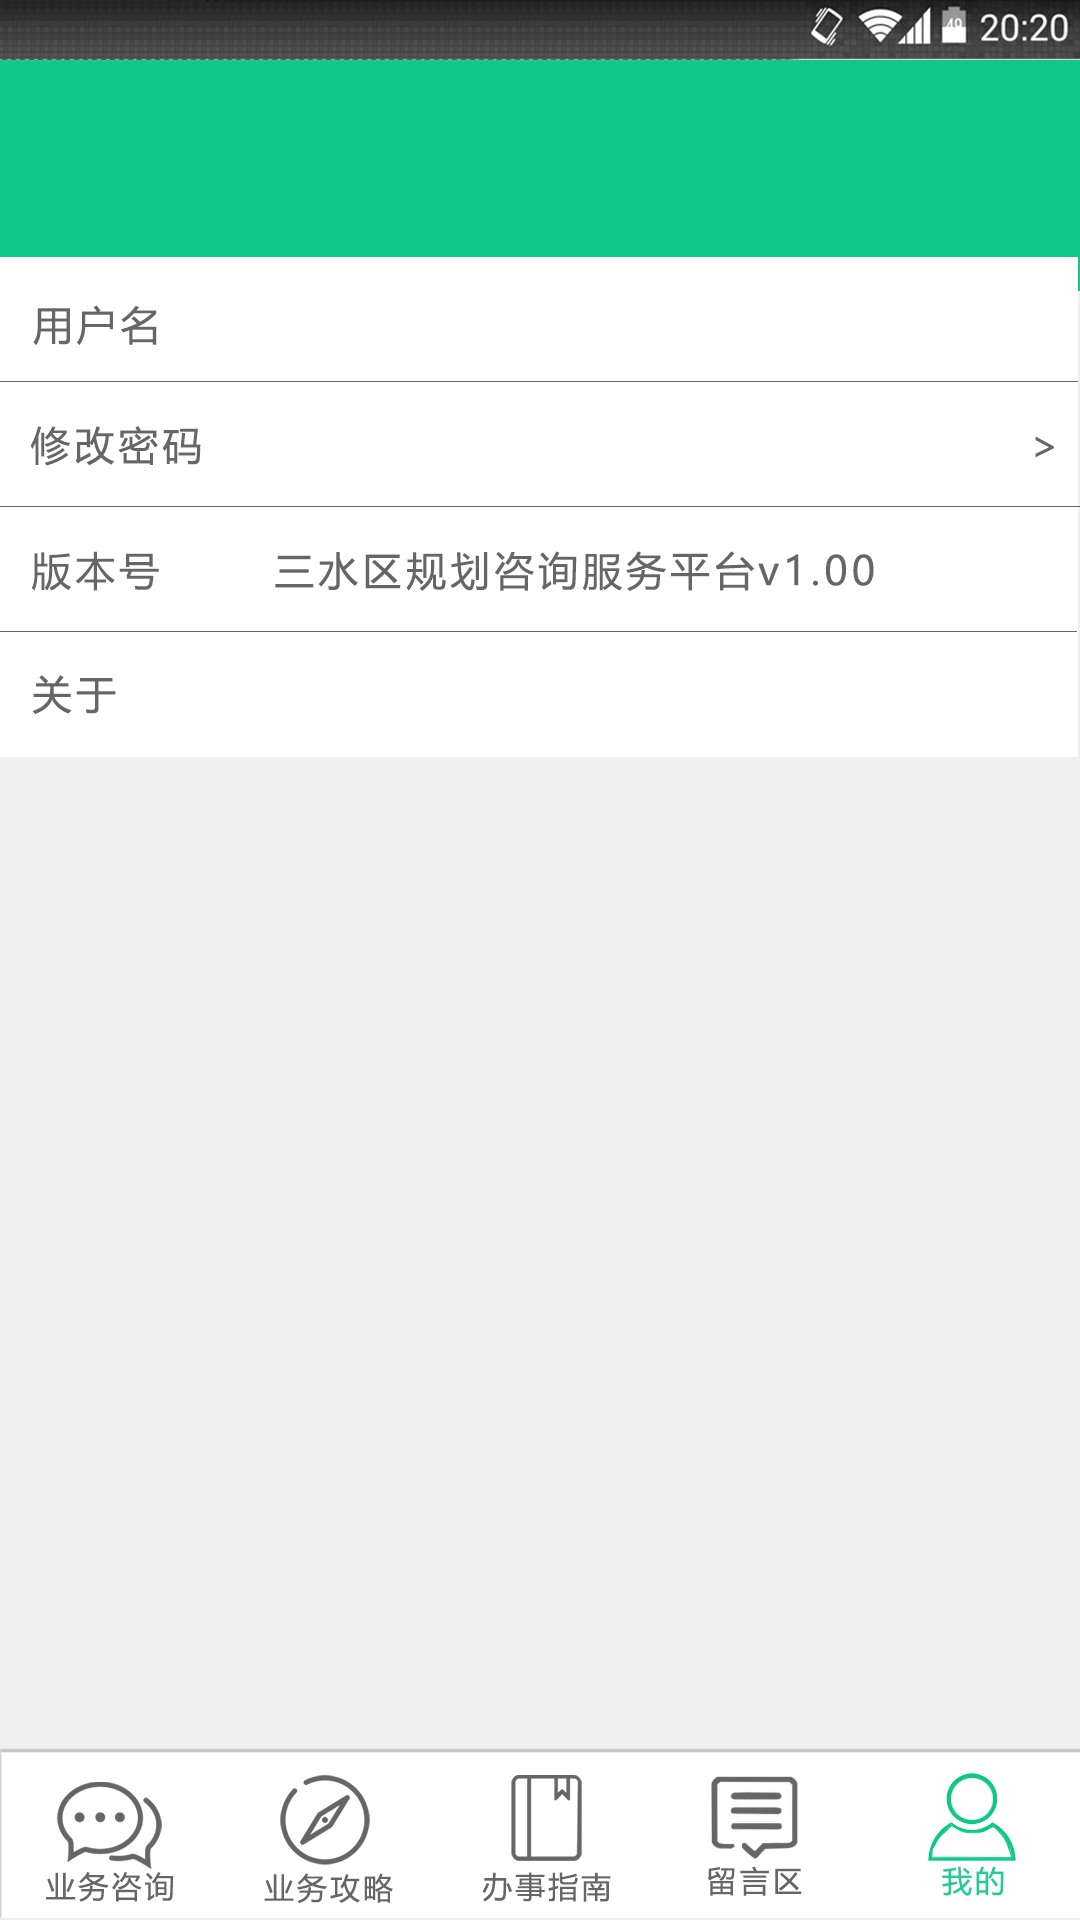 49 20:20
用户名
修改密码 >
版本号 三水区规划咨询服务平台v1.00
关于
业务咨询 业务攻略 办事指南 留言区 我的